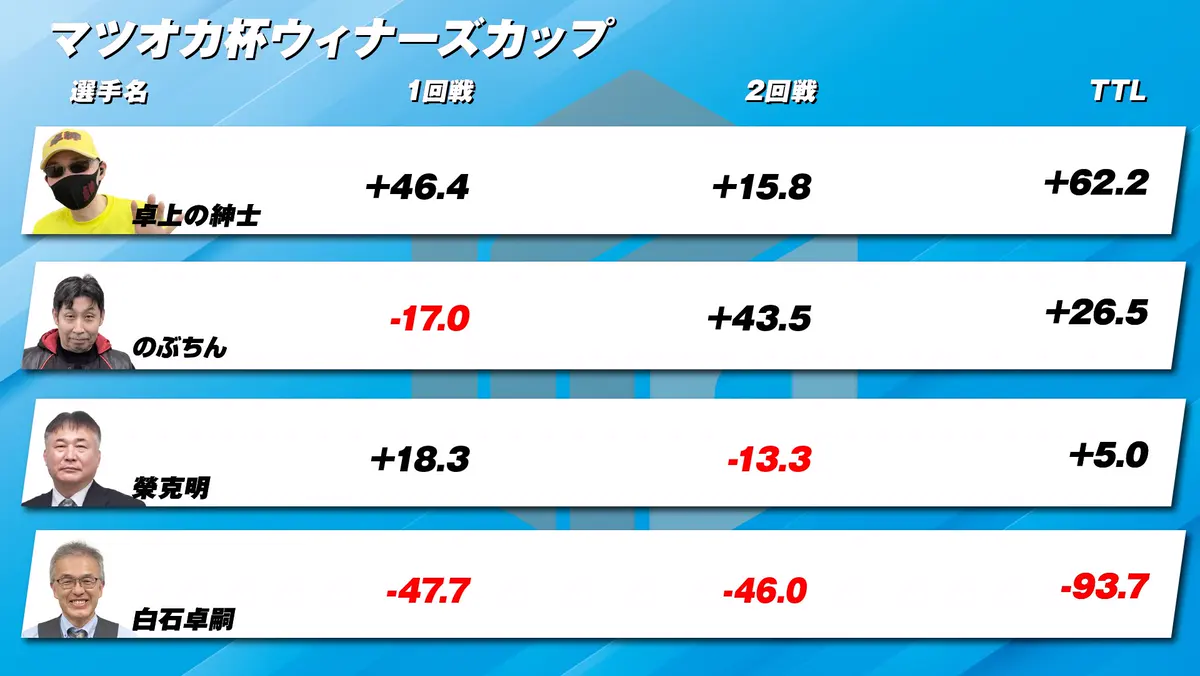 マツオカ杯ウィナーズカップ
選手名 1回戦 2回戦 TTL
卓上の紳士 +46.4 +15.8 +62.2
のぶちん -17.0 +43.5 +26.5
榮克明 +18.3 -13.3 +5.0
白石卓嗣 -47.7 -46.0 -93.7